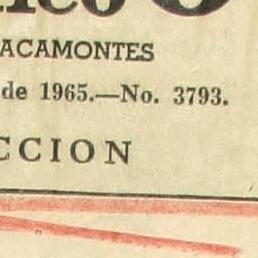 ACAMONTES
de 1965.—No. 3793.
CCION